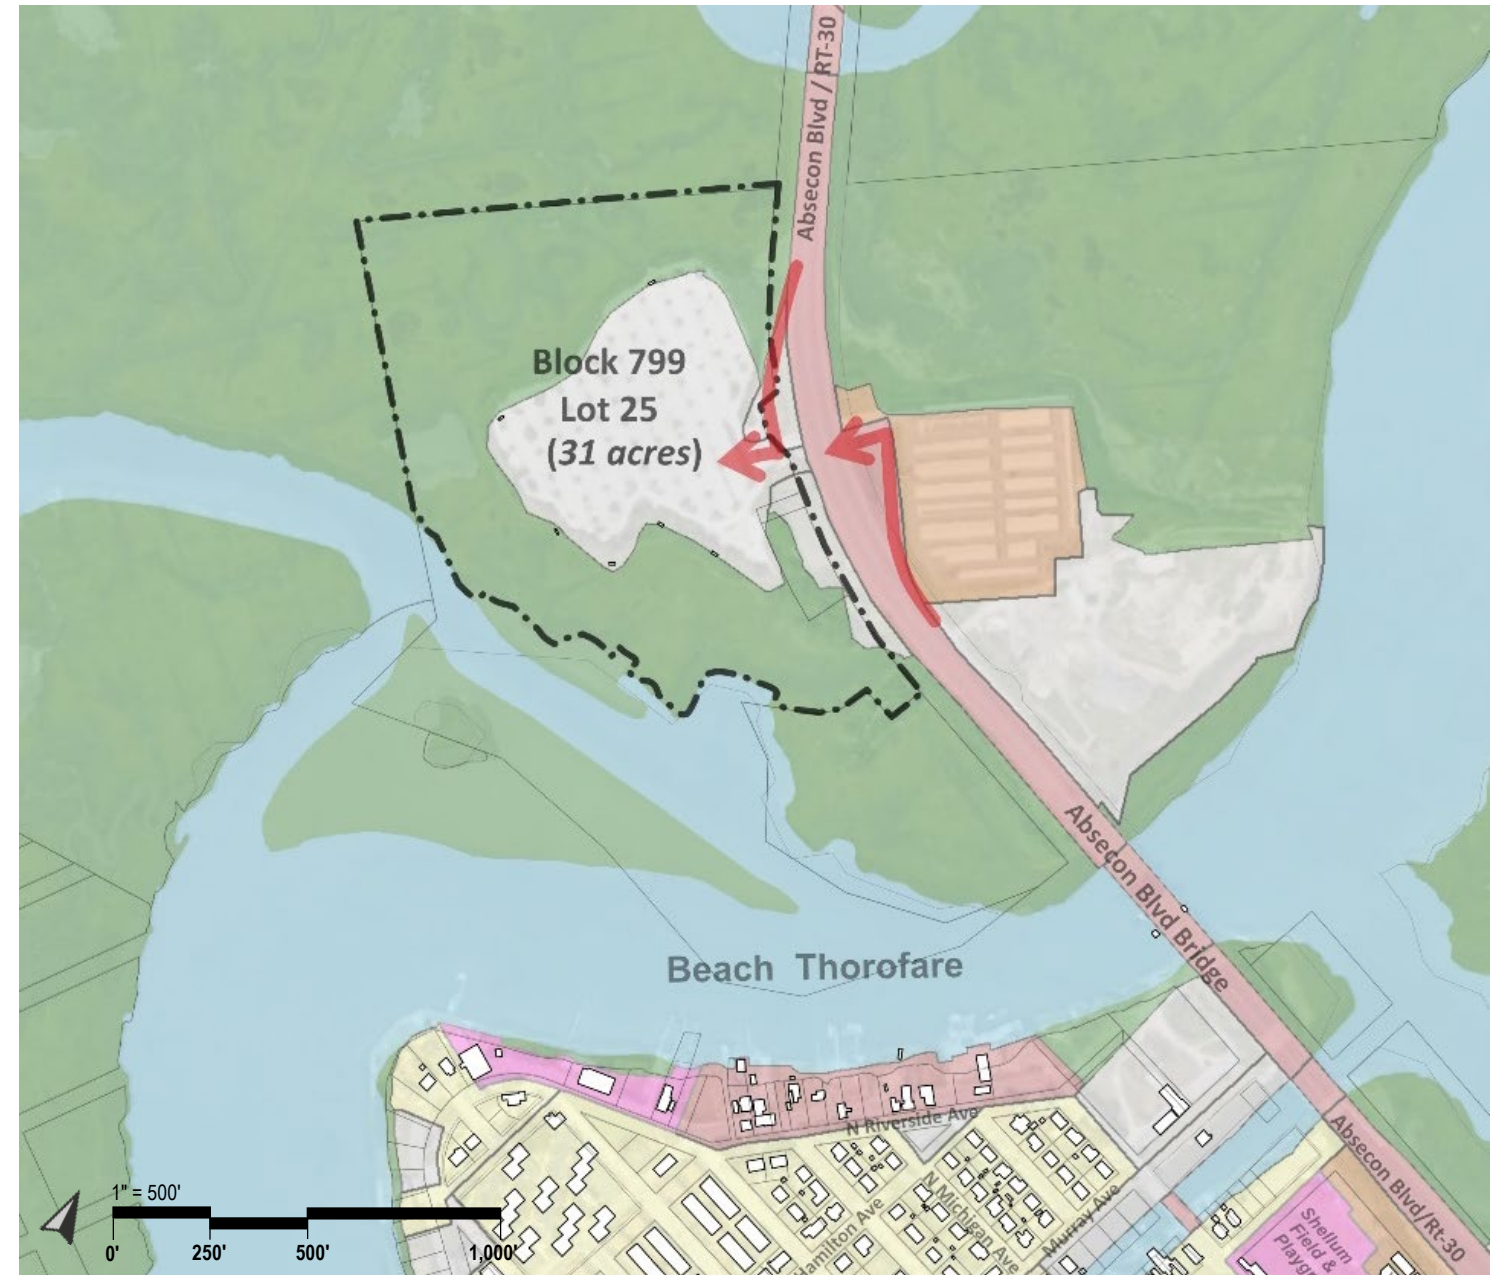 Absecon Blvd / RT-30
Block 799
Lot 25
(31 acres)
Absecon Blvd Bridge
Beach Thorofare
N Riverside Ave
N Michigan Ave
Hamilton Ave
Murray Ave
Absecon Blvd/Rt-30
Shellum
Field &
Playg
1" = 500'
0' 250' 500' 1,000'